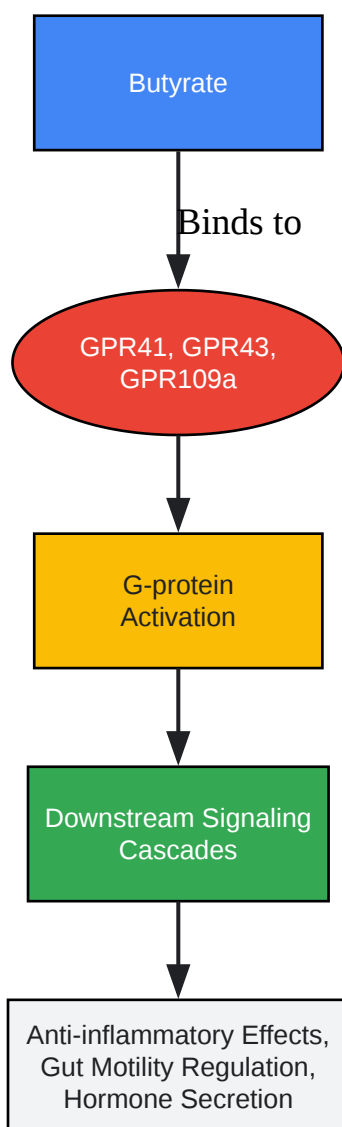 Butyrate
Binds to
GPR41, GPR43,
GPR109a
G-protein
Activation
Downstream Signaling
Cascades
Anti-inflammatory Effects,
Gut Motility Regulation,
Hormone Secretion